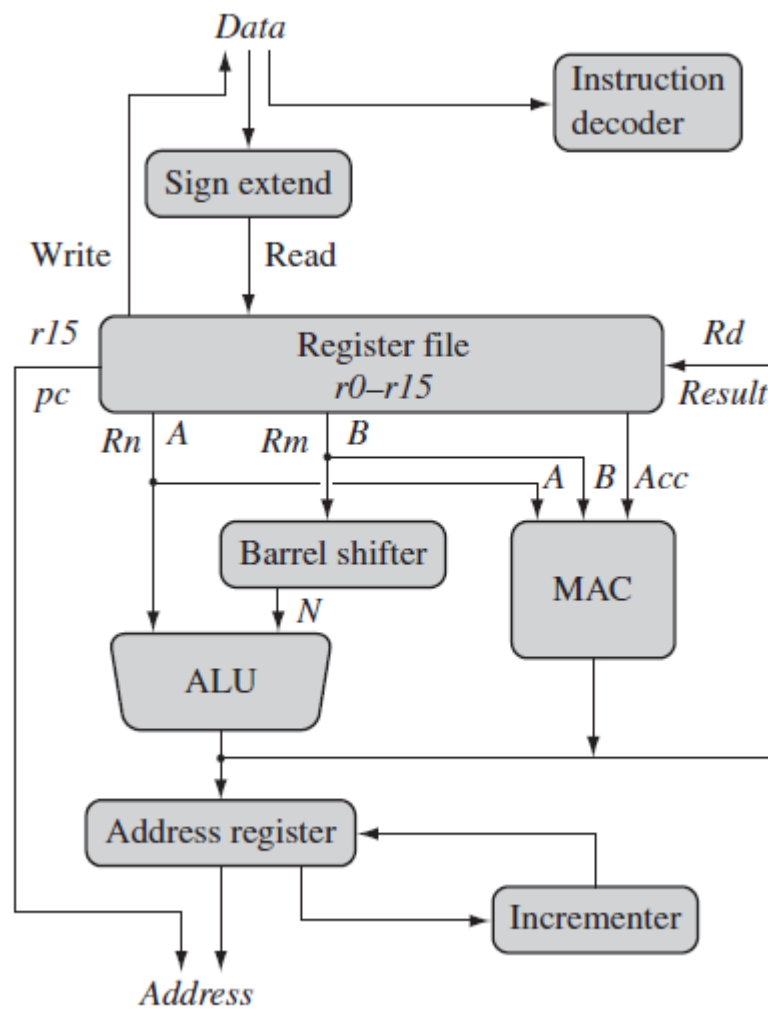 Data
Instruction
decoder
Sign extend
Write
Read
r15
pc
Register file
r0–r15
Rd
Result
Rn
A
Rm
B
A
B
Acc
Barrel shifter
N
MAC
ALU
Address register
Incrementer
Address